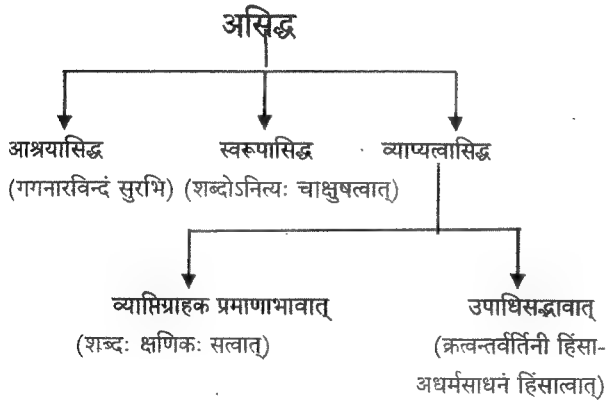 असिद्ध
आश्रयासिद्ध स्वरूपासिद्ध व्याप्यत्वासिद्ध
(गगनारविन्दं सुरभि) (शब्दोऽनित्यः चाक्षुषत्वात्)
व्याप्तिग्राहक प्रमाणाभावात् उपाधिसद्भावात्
(शब्दः क्षणिकः सत्वात्) (क्रत्वन्तर्वर्तिनी हिंसा-
अधर्मसाधनं हिंसात्वात्)